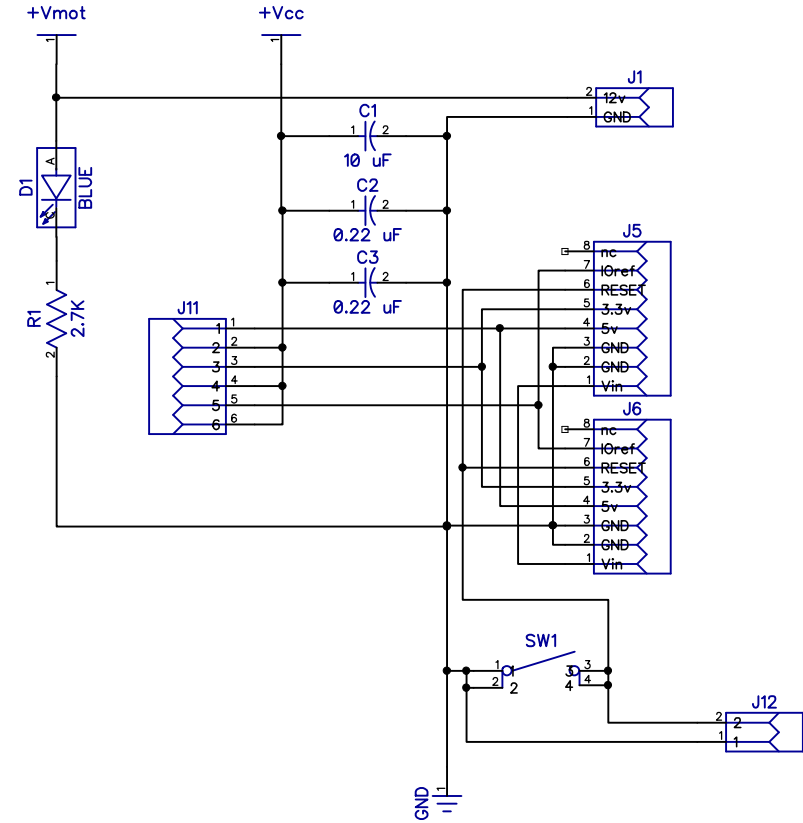 +Vmot
1
+Vcc
1
J1
2 12v
1 GND
C1
1 2
10 uF
C2
1 2
0.22 uF
C3
1 2
0.22 uF
D1
A
BLUE
R1
1
2.7K
2
J11
1 1
2 2
3 3
4 4
5 5
6 6
J5
8 nc
7 IOref
6 RESET
5 3.3v
4 5v
3 GND
2 GND
1 Vin
J6
8 nc
7 IOref
6 RESET
5 3.3v
4 5v
3 GND
2 GND
1 Vin
SW1
1 1 3 3
2 2 4 4
J12
2 2
1 1
GND
1